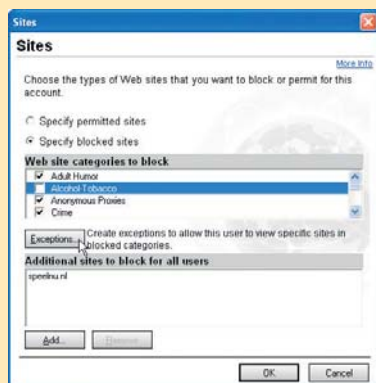 Sites
Sites
More Info
Choose the types of Web sites that you want to block or permit for this
account.
Specify permitted sites
Specify blocked sites
Web site categories to block
Adult Humor
Alcohol-Tobacco
Anonymous Proxies
Crime
Exceptions...
Create exceptions to allow this user to view specific sites in
blocked categories.
Additional sites to block for all users
speelnu.nl
Add...
Remove
OK
Cancel